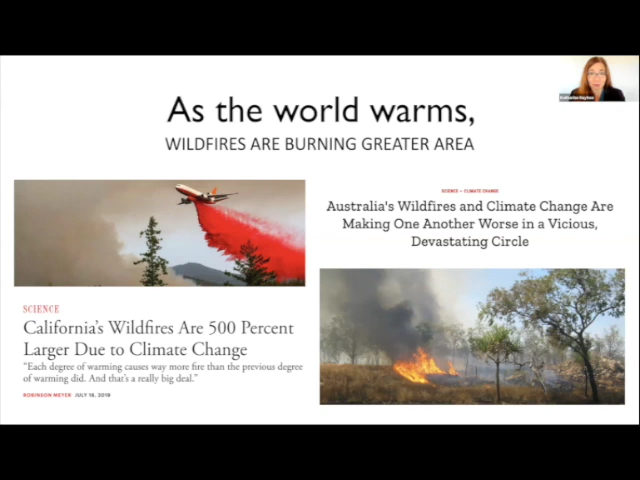 As the world warms,
WILDFIRES ARE BURNING GREATER AREA
SCIENCE
California's Wildfires Are 500 Percent
Larger Due to Climate Change
"Each degree of warming causes way more fire than the previous degree
of warming did. And that's a really big deal."
ROBINSON MEYER JULY 16, 2019
SCIENCE • CLIMATE CHANGE
Australia's Wildfires and Climate Change Are
Making One Another Worse in a Vicious,
Devastating Circle